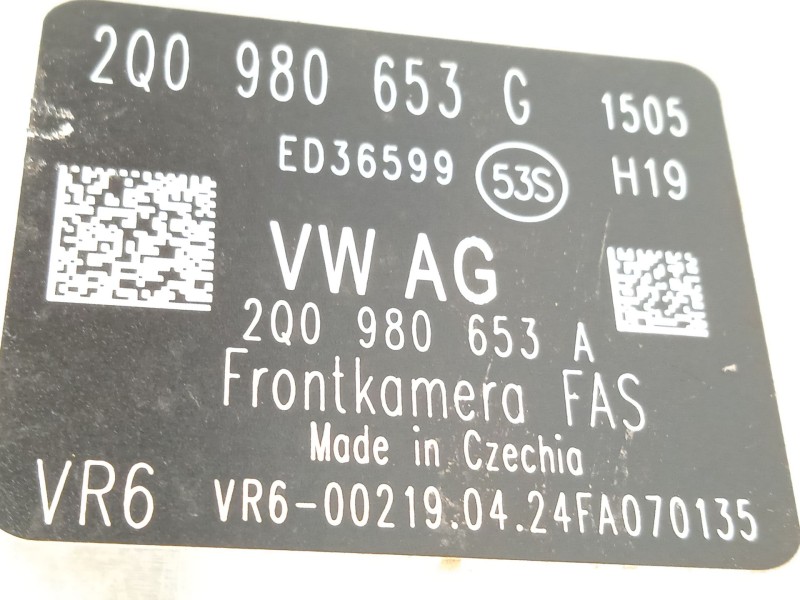 2Q0 980 653 G 1505
ED36599 53S H19
VW AG
2Q0 980 653 A
Frontkamera FAS
Made in Czechia
VR6 VR6-00219.04.24FA070135